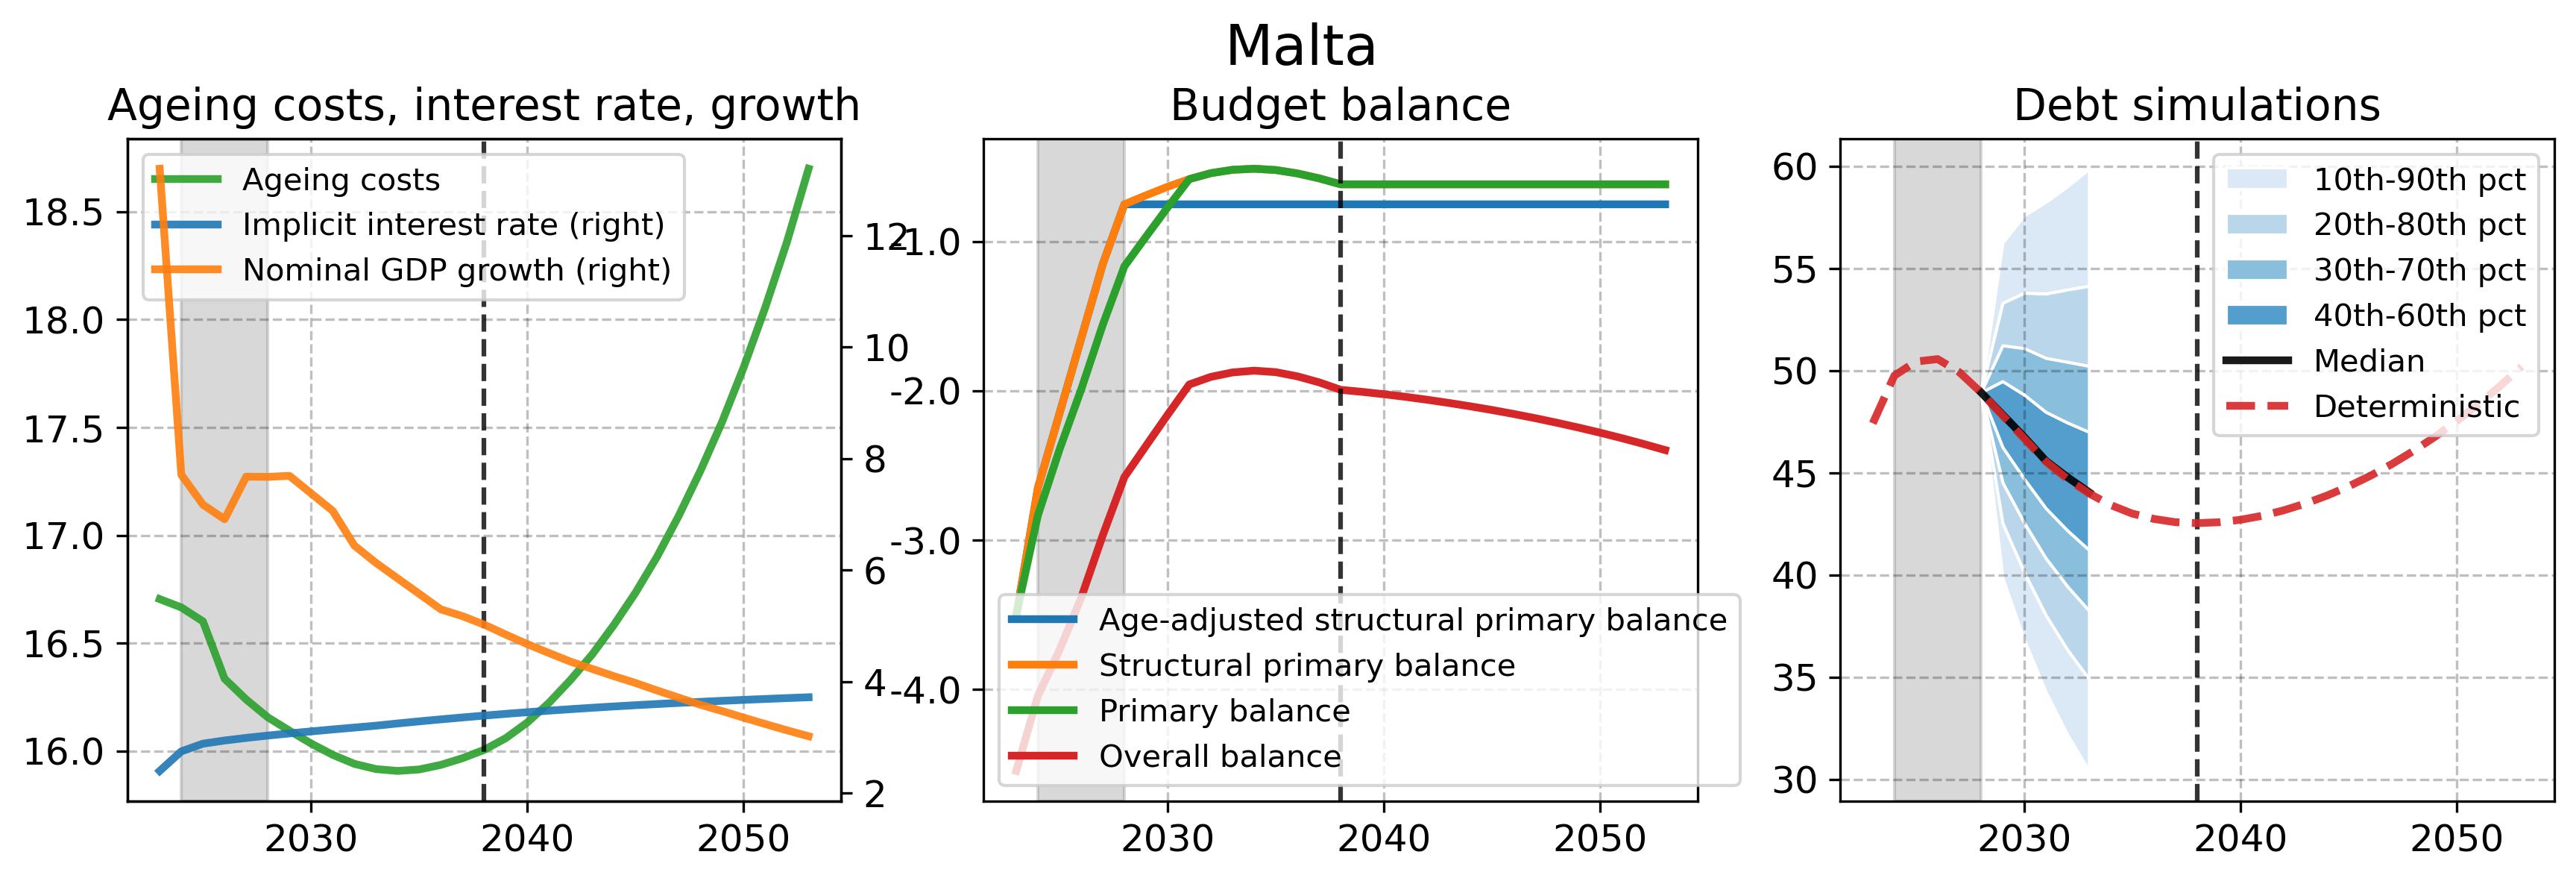 Malta
Ageing costs, interest rate, growth
Ageing costs
Implicit interest rate (right)
Nominal GDP growth (right)
18.5
18.0
17.5
17.0
16.5
16.0
12
10
8
6
4
2
2030
2040
2050
Budget balance
-1.0
-2.0
-3.0
-4.0
Age-adjusted structural primary balance
Structural primary balance
Primary balance
Overall balance
2030
2040
2050
Debt simulations
60
55
50
45
40
35
30
10th-90th pct
20th-80th pct
30th-70th pct
40th-60th pct
Median
Deterministic
2030
2040
2050